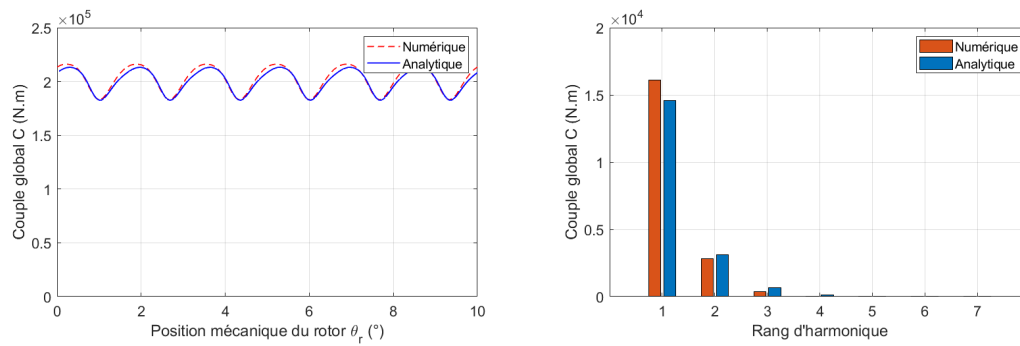 ×10⁵
2.5
2
1.5
1
0.5
0
0 2 4 6 8 10
Couple global C (N.m)
Position mécanique du rotor θr (°)
Numérique
Analytique
×10⁴
2
1.5
1
0.5
0
1 2 3 4 5 6 7
Couple global C (N.m)
Rang d'harmonique
Numérique
Analytique